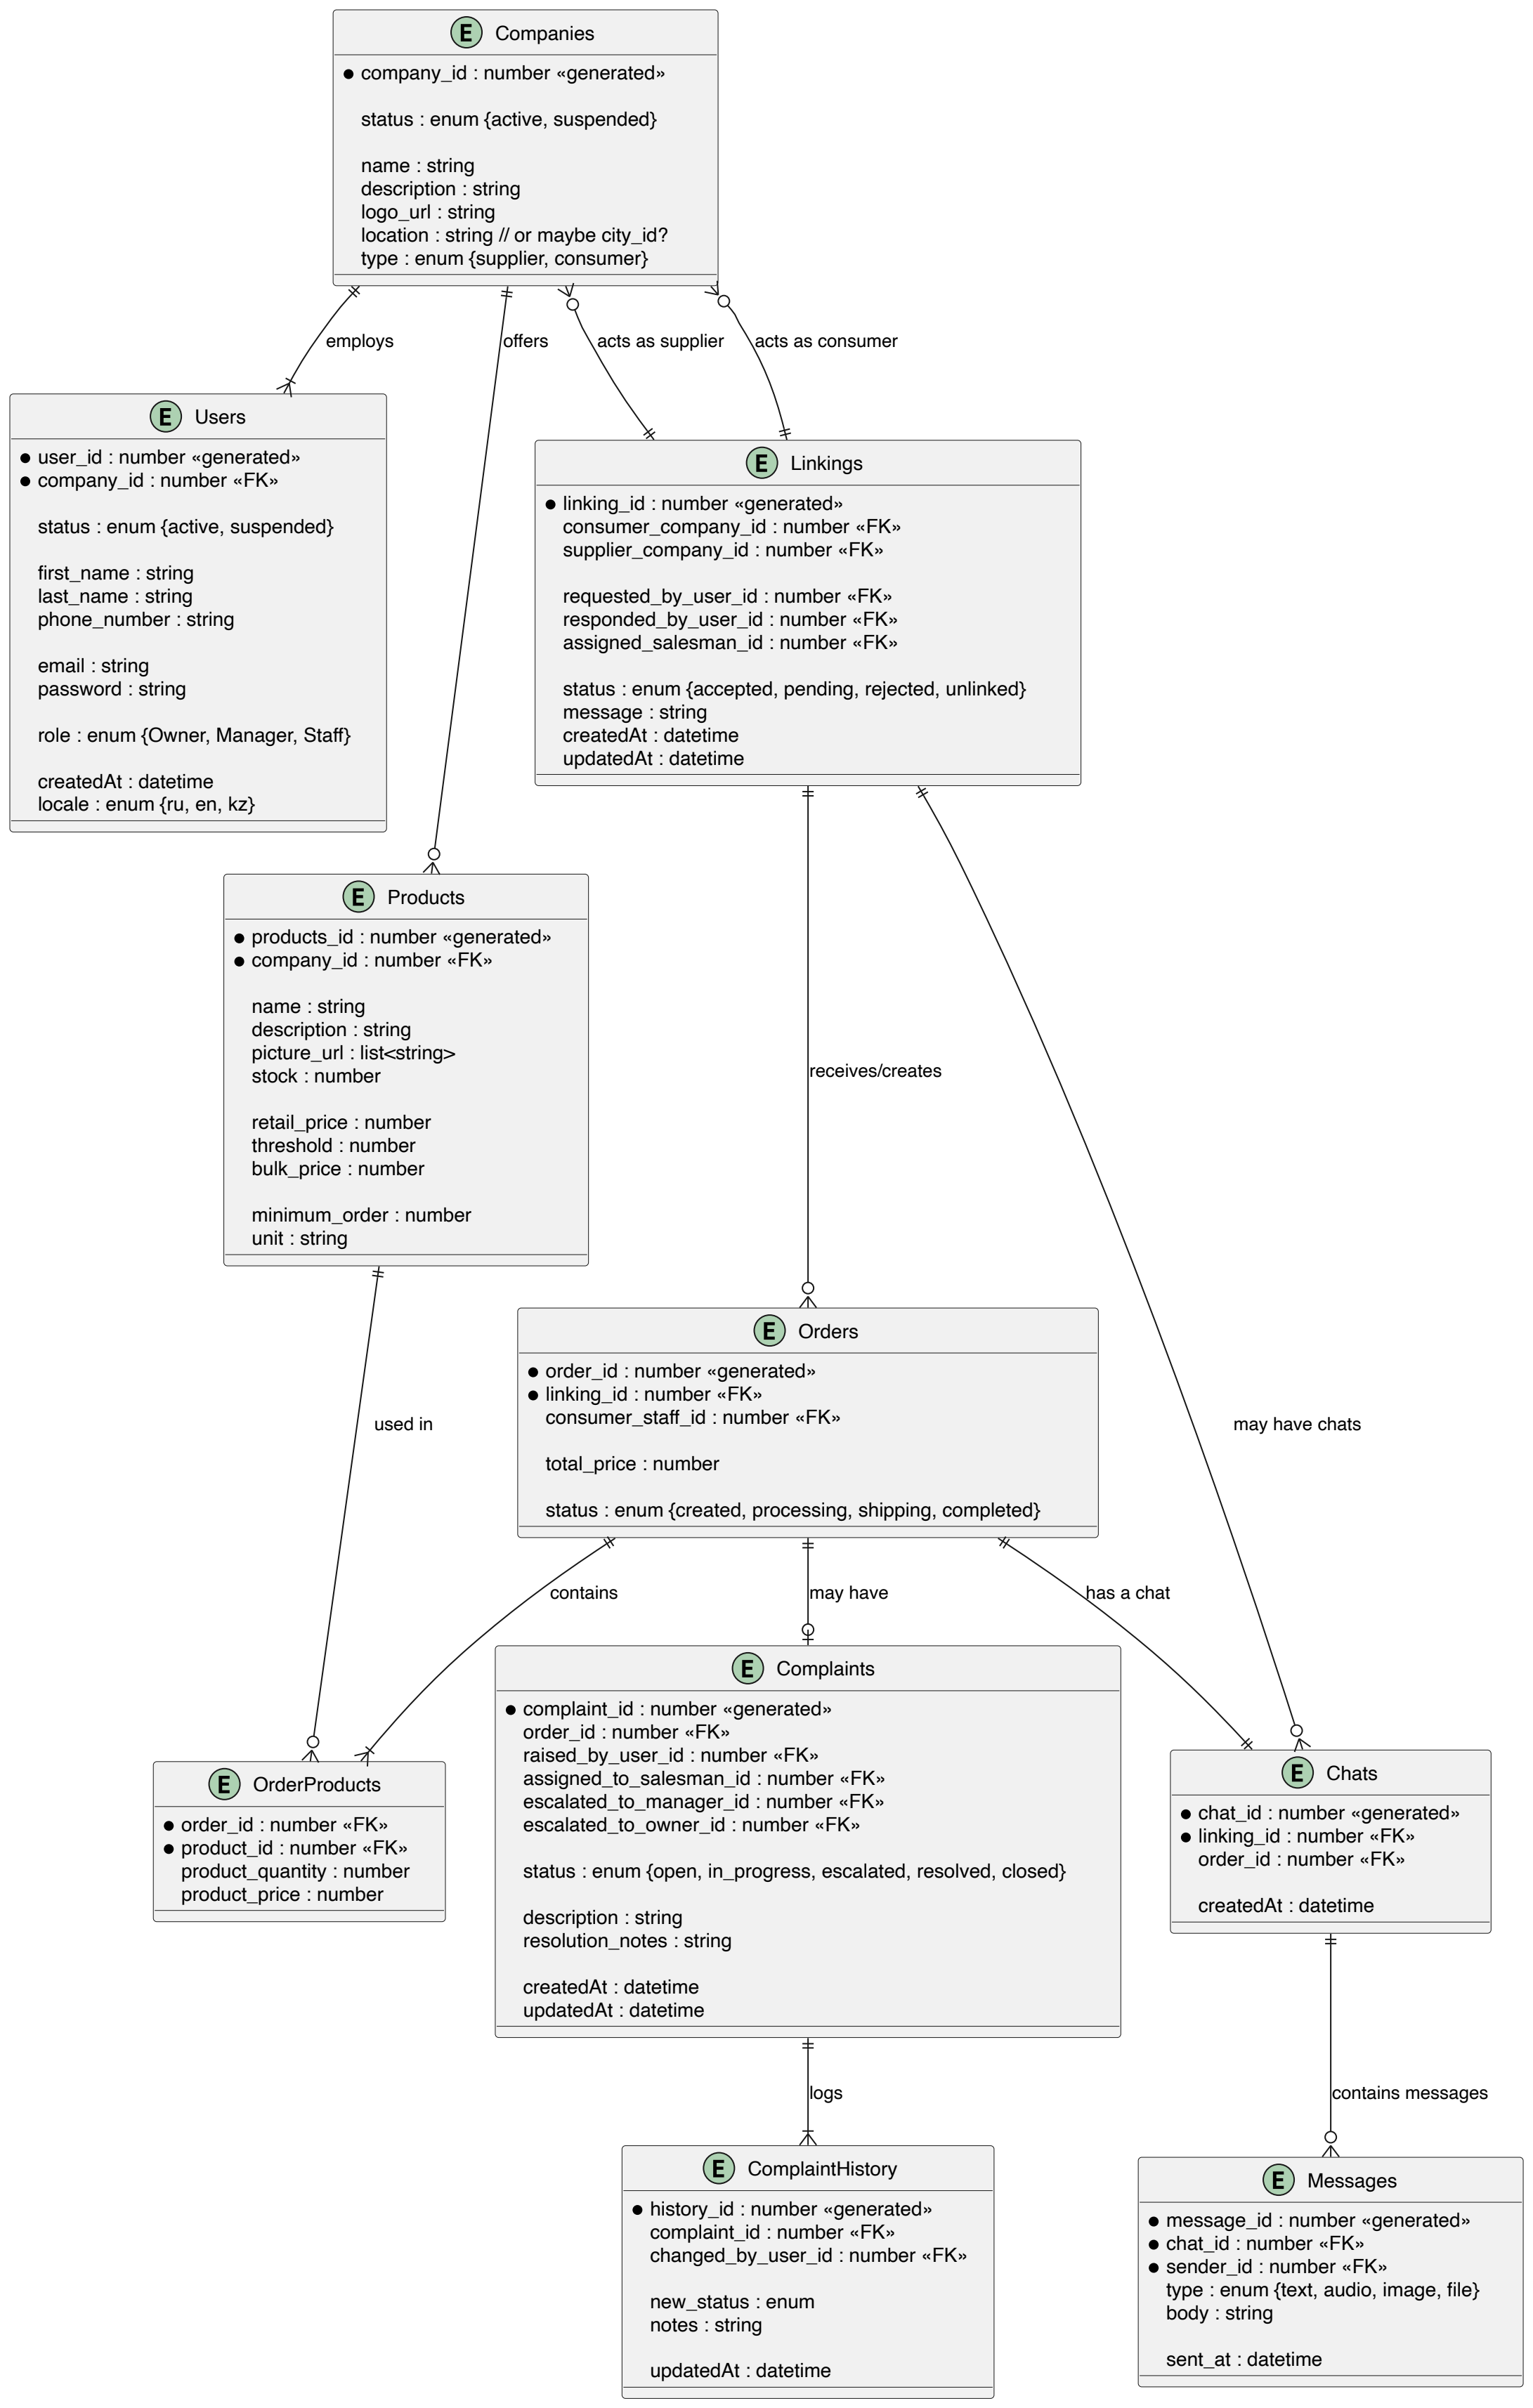 E Companies
company_id : number «generated»
status : enum {active, suspended}
name : string
description : string
logo_url : string
location : string // or maybe city_id?
type : enum {supplier, consumer}
employs
offers
acts as supplier
acts as consumer
E Users
user_id : number «generated»
company_id : number «FK»
status : enum {active, suspended}
first_name : string
last_name : string
phone_number : string
email : string
password : string
role : enum {Owner, Manager, Staff}
createdAt : datetime
locale : enum {ru, en, kz}
E Linkings
linking_id : number «generated»
consumer_company_id : number «FK»
supplier_company_id : number «FK»
requested_by_user_id : number «FK»
responded_by_user_id : number «FK»
assigned_salesman_id : number «FK»
status : enum {accepted, pending, rejected, unlinked}
message : string
createdAt : datetime
updatedAt : datetime
E Products
products_id : number «generated»
company_id : number «FK»
name : string
description : string
picture_url : list<string>
stock : number
retail_price : number
threshold : number
bulk_price : number
minimum_order : number
unit : string
receives/creates
used in
may have chats
E Orders
order_id : number «generated»
linking_id : number «FK»
consumer_staff_id : number «FK»
total_price : number
status : enum {created, processing, shipping, completed}
contains
may have
has a chat
E OrderProducts
order_id : number «FK»
product_id : number «FK»
product_quantity : number
product_price : number
E Complaints
complaint_id : number «generated»
order_id : number «FK»
raised_by_user_id : number «FK»
assigned_to_salesman_id : number «FK»
escalated_to_manager_id : number «FK»
escalated_to_owner_id : number «FK»
status : enum {open, in_progress, escalated, resolved, closed}
description : string
resolution_notes : string
createdAt : datetime
updatedAt : datetime
E Chats
chat_id : number «generated»
linking_id : number «FK»
order_id : number «FK»
createdAt : datetime
logs
contains messages
E ComplaintHistory
history_id : number «generated»
complaint_id : number «FK»
changed_by_user_id : number «FK»
new_status : enum
notes : string
updatedAt : datetime
E Messages
message_id : number «generated»
chat_id : number «FK»
sender_id : number «FK»
type : enum {text, audio, image, file}
body : string
sent_at : datetime